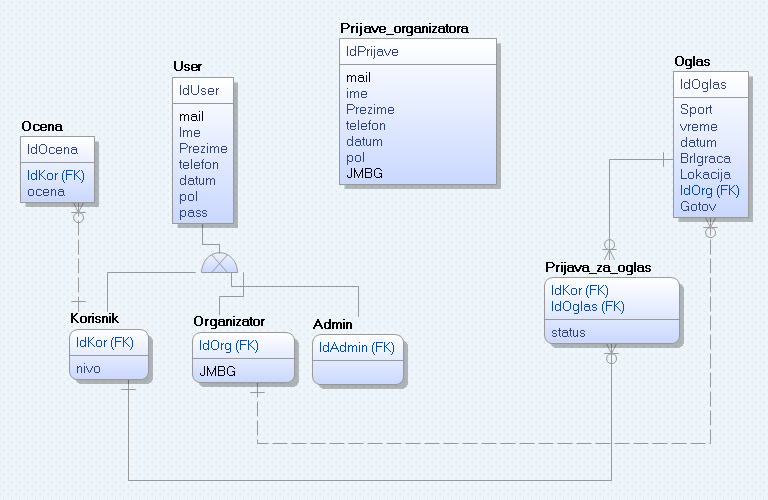 Prijave_organizatora
IdPrijave
mail
ime
Prezime
telefon
datum
pol
JMBG
Oglas
IdOglas
Sport
vreme
datum
BrIgraca
Lokacija
IdOrg (FK)
Gotov
User
IdUser
mail
Ime
Prezime
telefon
datum
pol
pass
Ocena
IdOcena
IdKor (FK)
ocena
Prijava_za_oglas
IdKor (FK)
IdOglas (FK)
status
Korisnik
IdKor (FK)
nivo
Organizator
IdOrg (FK)
JMBG
Admin
IdAdmin (FK)